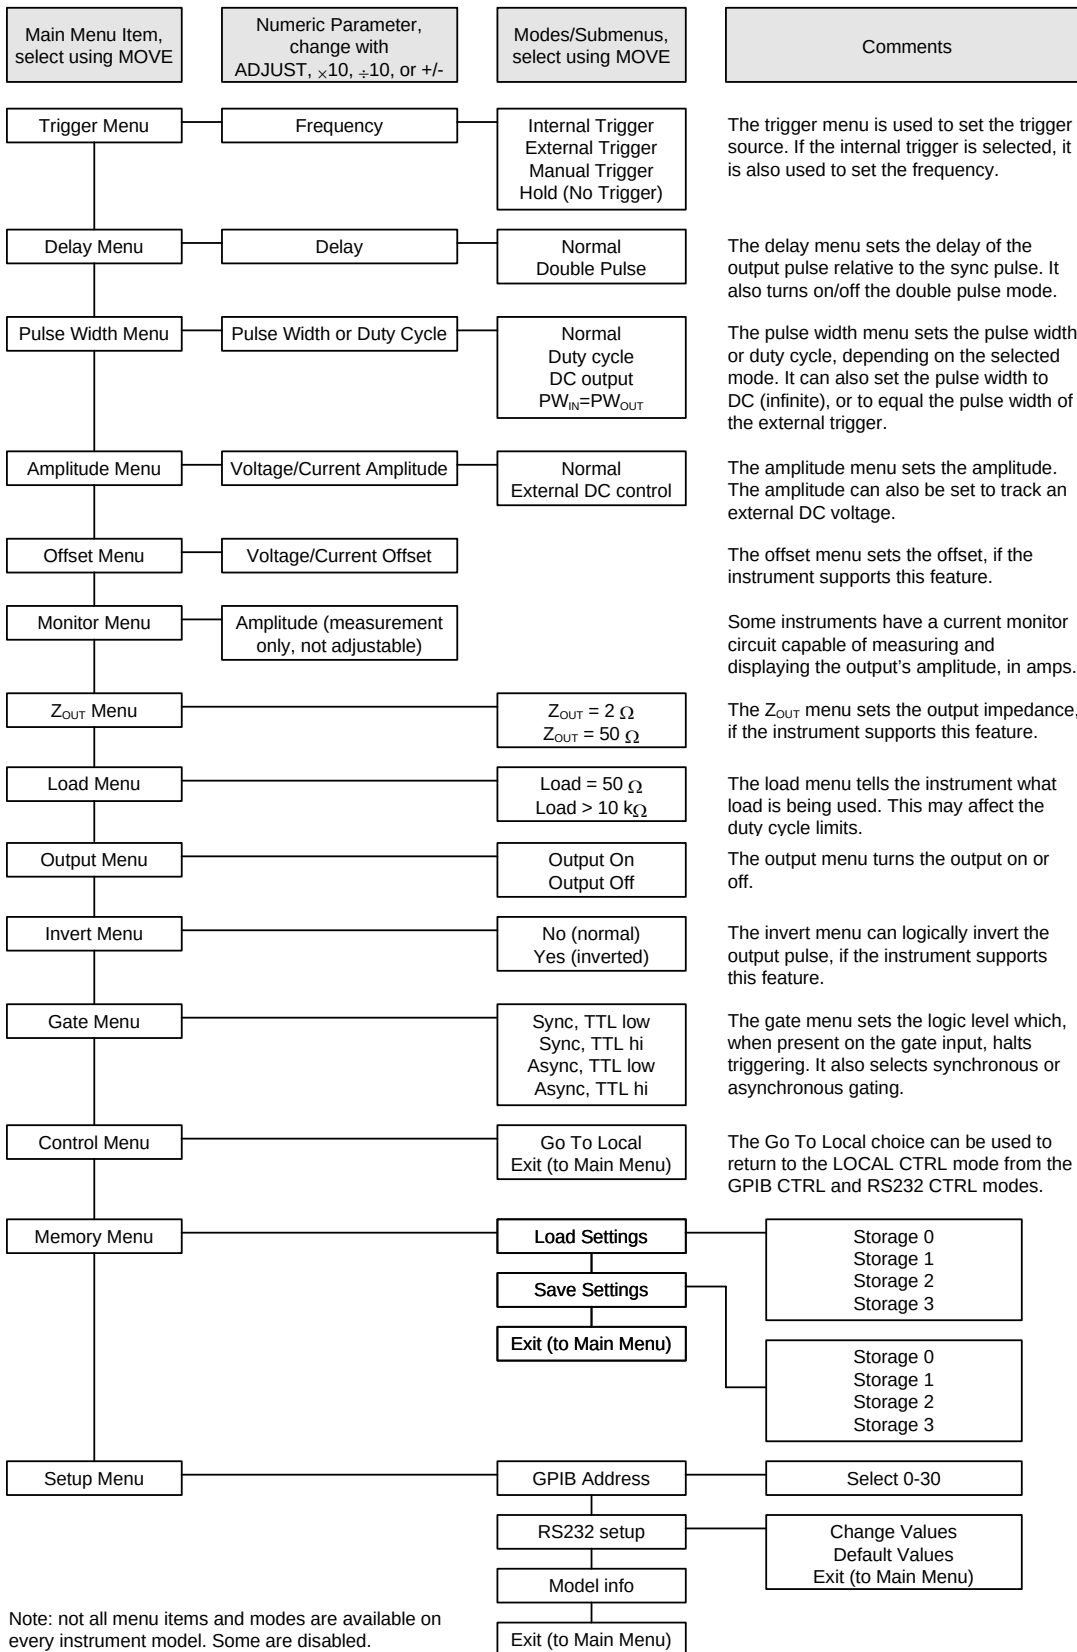 Main Menu Item,
select using MOVE
Numeric Parameter,
change with
ADJUST, ×10, ÷10, or +/-
Modes/Submenus,
select using MOVE
Comments
Trigger Menu
Frequency
Internal Trigger
External Trigger
Manual Trigger
Hold (No Trigger)
The trigger menu is used to set the trigger
source. If the internal trigger is selected, it
is also used to set the frequency.
Delay Menu
Delay
Normal
Double Pulse
The delay menu sets the delay of the
output pulse relative to the sync pulse. It
also turns on/off the double pulse mode.
Pulse Width Menu
Pulse Width or Duty Cycle
Normal
Duty cycle
DC output
PWIN=PWOUT
The pulse width menu sets the pulse width
or duty cycle, depending on the selected
mode. It can also set the pulse width to
DC (infinite), or to equal the pulse width of
the external trigger.
Amplitude Menu
Voltage/Current Amplitude
Normal
External DC control
The amplitude menu sets the amplitude.
The amplitude can also be set to track an
external DC voltage.
Offset Menu
Voltage/Current Offset
The offset menu sets the offset, if the
instrument supports this feature.
Monitor Menu
Amplitude (measurement
only, not adjustable)
Some instruments have a current monitor
circuit capable of measuring and
displaying the output's amplitude, in amps.
ZOUT Menu
ZOUT = 2 Ω
ZOUT = 50 Ω
The ZOUT menu sets the output impedance,
if the instrument supports this feature.
Load Menu
Load = 50 Ω
Load > 10 kΩ
The load menu tells the instrument what
load is being used. This may affect the
duty cycle limits.
Output Menu
Output On
Output Off
The output menu turns the output on or
off.
Invert Menu
No (normal)
Yes (inverted)
The invert menu can logically invert the
output pulse, if the instrument supports
this feature.
Gate Menu
Sync, TTL low
Sync, TTL hi
Async, TTL low
Async, TTL hi
The gate menu sets the logic level which,
when present on the gate input, halts
triggering. It also selects synchronous or
asynchronous gating.
Control Menu
Go To Local
Exit (to Main Menu)
The Go To Local choice can be used to
return to the LOCAL CTRL mode from the
GPIB CTRL and RS232 CTRL modes.
Memory Menu
Load Settings
Storage 0
Storage 1
Storage 2
Storage 3
Save Settings
Exit (to Main Menu)
Storage 0
Storage 1
Storage 2
Storage 3
Setup Menu
GPIB Address
Select 0-30
RS232 setup
Change Values
Default Values
Exit (to Main Menu)
Model info
Exit (to Main Menu)
Note: not all menu items and modes are available on
every instrument model. Some are disabled.